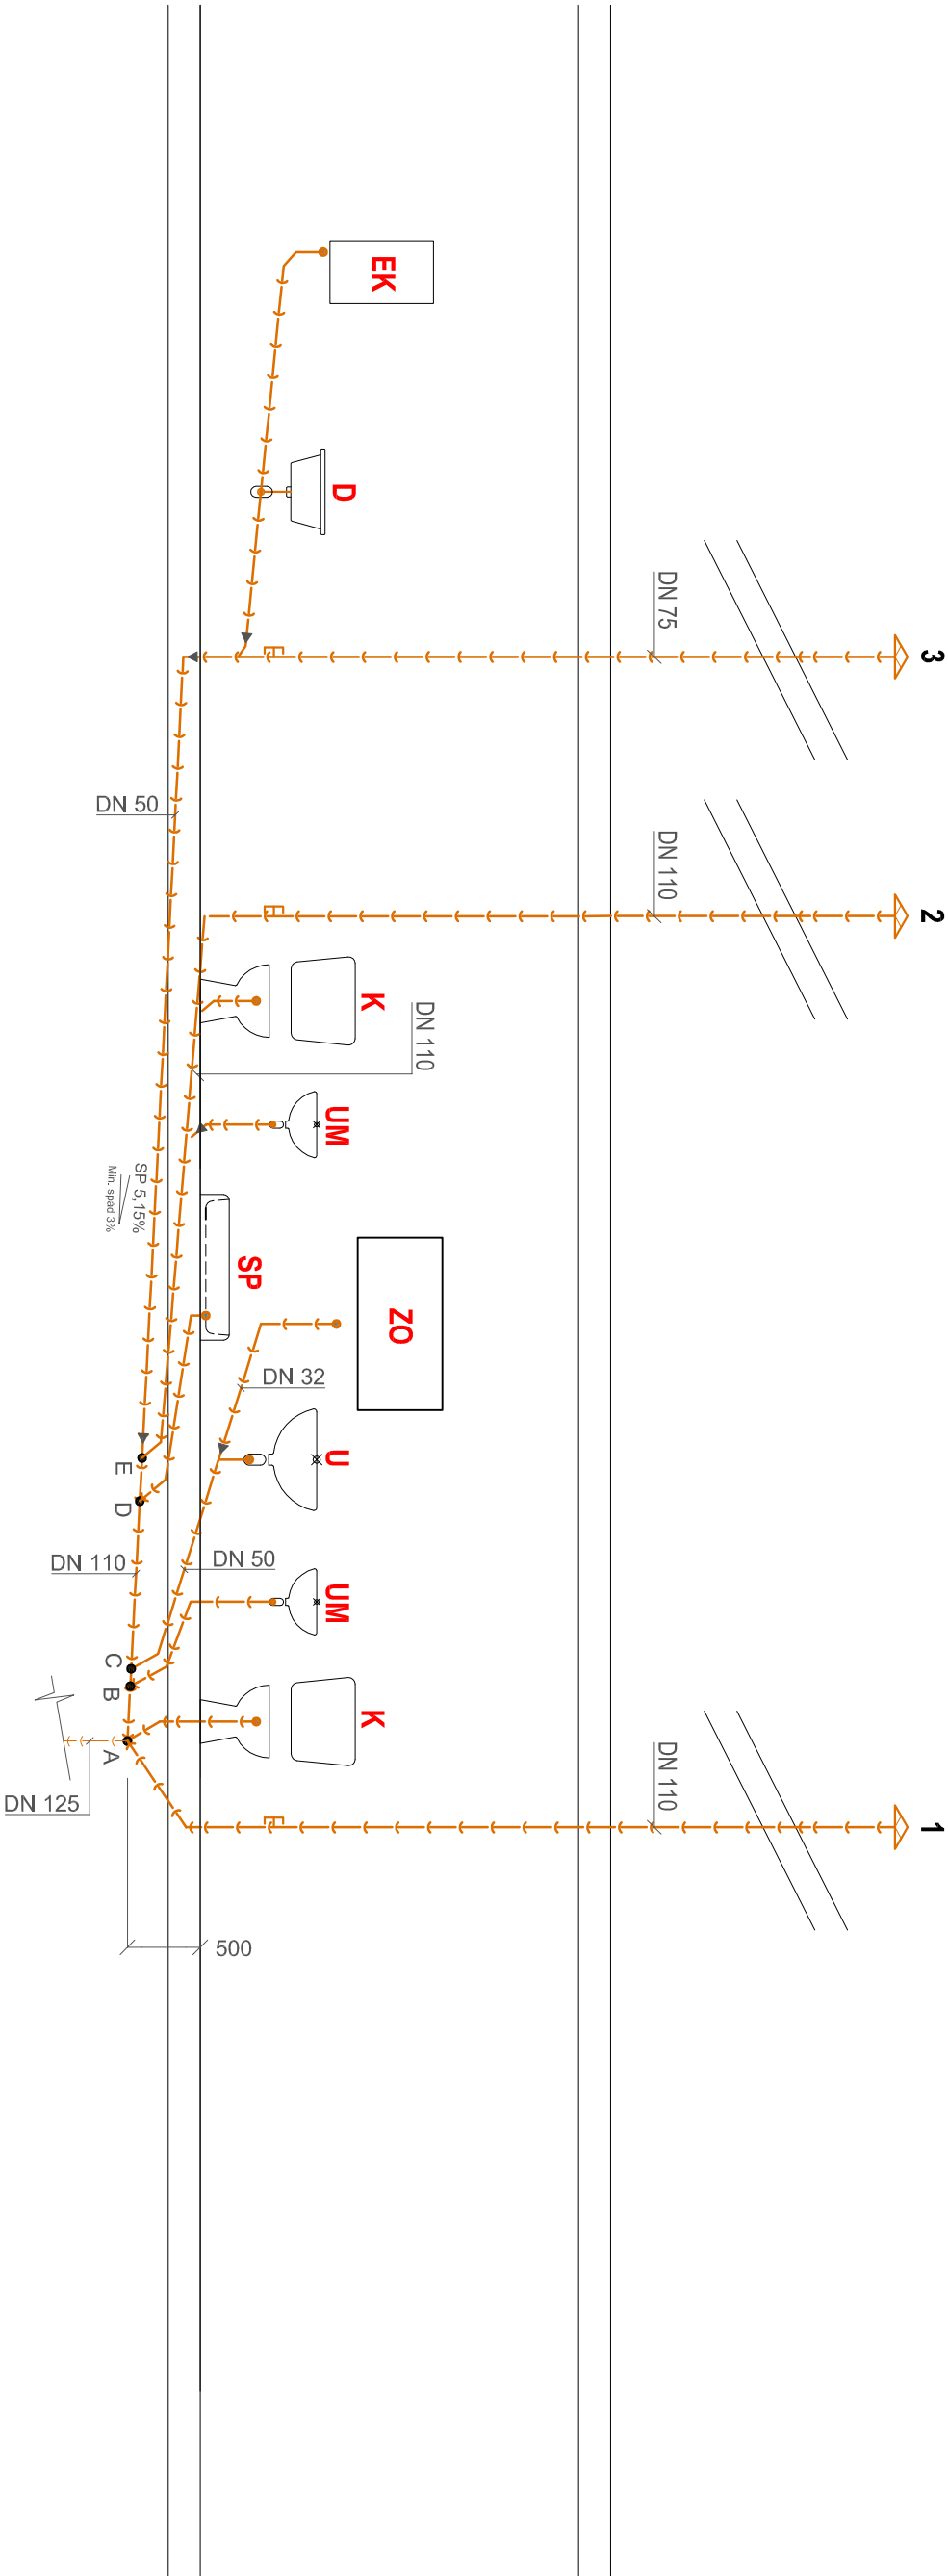 3
2
1
DN 75
DN 110
DN 110
EK
D
K
UM
SP
ZO
U
UM
K
DN 50
DN 110
SP 5,15%
Min. spád 3%
DN 32
DN 50
DN 110
E
D
C
B
A
DN 125
500